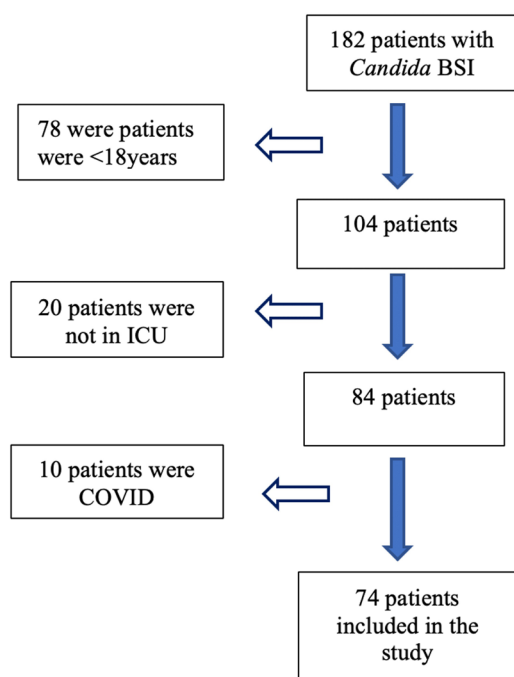 182 patients with
Candida BSI
78 were patients
were <18years
104 patients
20 patients were
not in ICU
84 patients
10 patients were
COVID
74 patients
included in the
study